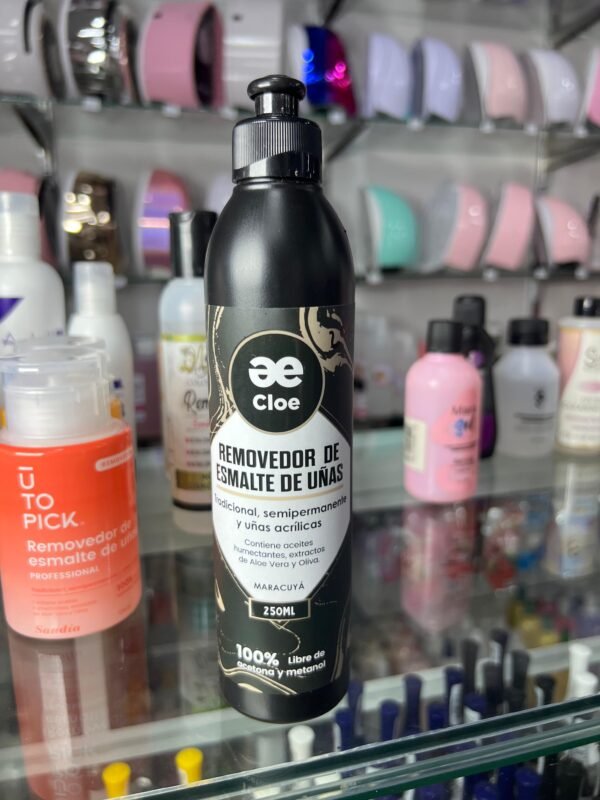 æ
Cloe
REMOVEDOR DE
ESMALTE DE UÑAS
Tradicional, semipermanente
y uñas acrílicas
Contiene aceites
humectantes, extractos
de Aloe Vera y Oliva.
MARACUYÁ
250ML
100% Libre de
acetona y metanol
Ū
TO
PICK
Removedor de
esmalte de uñas
PROFESSIONAL
Sandía